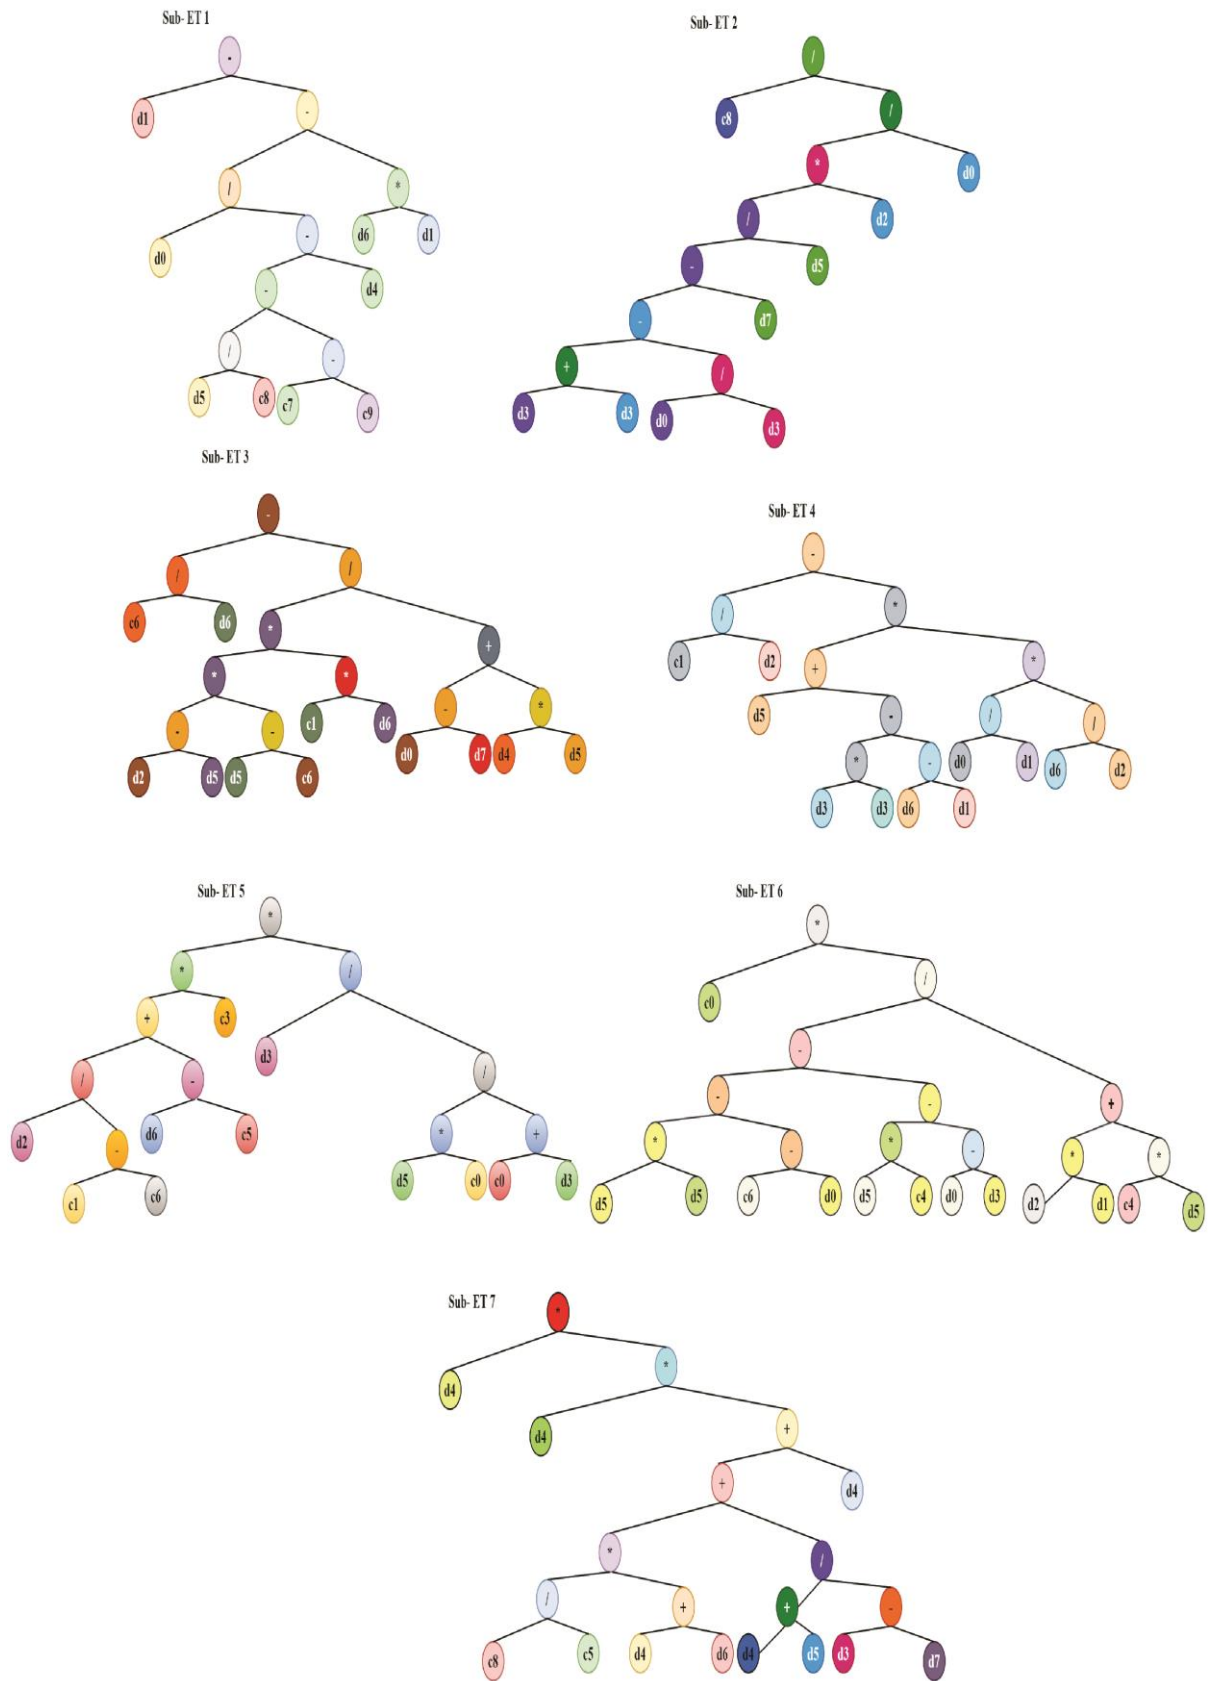 Sub- ET 1
Sub- ET 2
-
/
d1
-
c8
/
/
*
*
d0
d0
-
d6
d1
/
d2
-
d4
-
d5
/
-
-
d7
d5
c8
c7
c9
+
/
d3
d3
d0
d3
Sub- ET 3
Sub- ET 4
-
/
/
c6
d6
*
+
*
*
-
*
-
-
c1
d6
d0
d7
d4
d5
d2
d5
d5
c6
-
/
*
c1
d2
+
*
d5
-
/
/
*
-
d0
d1
d6
d2
d3
d3
d6
d1
Sub- ET 5
Sub- ET 6
*
*
/
+
c3
d3
/
-
/
d2
-
d6
c5
*
+
c1
c6
d5
c0
c0
d3
*
c0
/
-
+
-
-
*
-
*
-
*
*
d5
d5
c6
d0
d5
c4
d0
d3
d2
d1
c4
d5
Sub- ET 7
*
d4
*
d4
+
+
d4
*
/
/
+
+
-
c8
c5
d4
d6
d4
d5
d3
d7